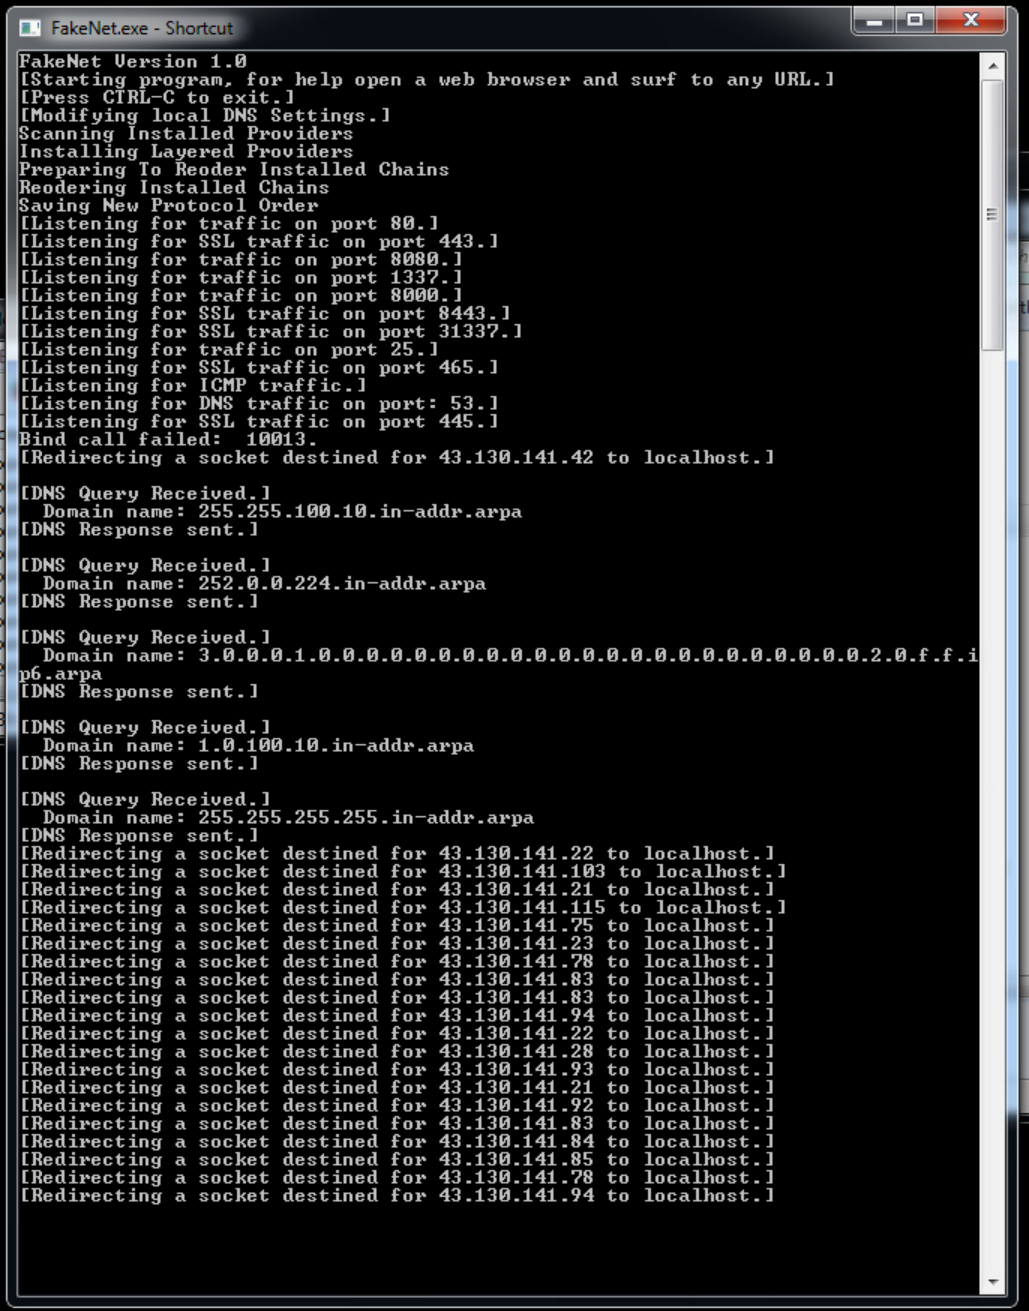 FakeNet.exe - Shortcut
FakeNet Version 1.0
[Starting program, for help open a web browser and surf to any URL.]
[Press CTRL-C to exit.]
[Modifying local DNS Settings.]
Scanning Installed Providers
Installing Layered Providers
Preparing To Reoder Installed Chains
Reodering Installed Chains
Saving New Protocol Order
[Listening for traffic on port 80.]
[Listening for SSL traffic on port 443.]
[Listening for traffic on port 8080.]
[Listening for traffic on port 1337.]
[Listening for traffic on port 8000.]
[Listening for SSL traffic on port 8443.]
[Listening for SSL traffic on port 31337.]
[Listening for traffic on port 25.]
[Listening for SSL traffic on port 465.]
[Listening for ICMP traffic.]
[Listening for DNS traffic on port: 53.]
[Listening for SSL traffic on port 445.]
Bind call failed:  10013.
[Redirecting a socket destined for 43.130.141.42 to localhost.]
[DNS Query Received.]
Domain name: 255.255.100.10.in-addr.arpa
[DNS Response sent.]
[DNS Query Received.]
Domain name: 252.0.0.224.in-addr.arpa
[DNS Response sent.]
[DNS Query Received.]
Domain name: 3.0.0.0.1.0.0.0.0.0.0.0.0.0.0.0.0.0.0.0.0.0.0.0.0.0.0.0.2.0.f.f.i
p6.arpa
[DNS Response sent.]
[DNS Query Received.]
Domain name: 1.0.100.10.in-addr.arpa
[DNS Response sent.]
[DNS Query Received.]
Domain name: 255.255.255.255.in-addr.arpa
[DNS Response sent.]
[Redirecting a socket destined for 43.130.141.22 to localhost.]
[Redirecting a socket destined for 43.130.141.103 to localhost.]
[Redirecting a socket destined for 43.130.141.21 to localhost.]
[Redirecting a socket destined for 43.130.141.115 to localhost.]
[Redirecting a socket destined for 43.130.141.75 to localhost.]
[Redirecting a socket destined for 43.130.141.23 to localhost.]
[Redirecting a socket destined for 43.130.141.78 to localhost.]
[Redirecting a socket destined for 43.130.141.83 to localhost.]
[Redirecting a socket destined for 43.130.141.83 to localhost.]
[Redirecting a socket destined for 43.130.141.94 to localhost.]
[Redirecting a socket destined for 43.130.141.22 to localhost.]
[Redirecting a socket destined for 43.130.141.28 to localhost.]
[Redirecting a socket destined for 43.130.141.93 to localhost.]
[Redirecting a socket destined for 43.130.141.21 to localhost.]
[Redirecting a socket destined for 43.130.141.92 to localhost.]
[Redirecting a socket destined for 43.130.141.83 to localhost.]
[Redirecting a socket destined for 43.130.141.84 to localhost.]
[Redirecting a socket destined for 43.130.141.85 to localhost.]
[Redirecting a socket destined for 43.130.141.78 to localhost.]
[Redirecting a socket destined for 43.130.141.94 to localhost.]